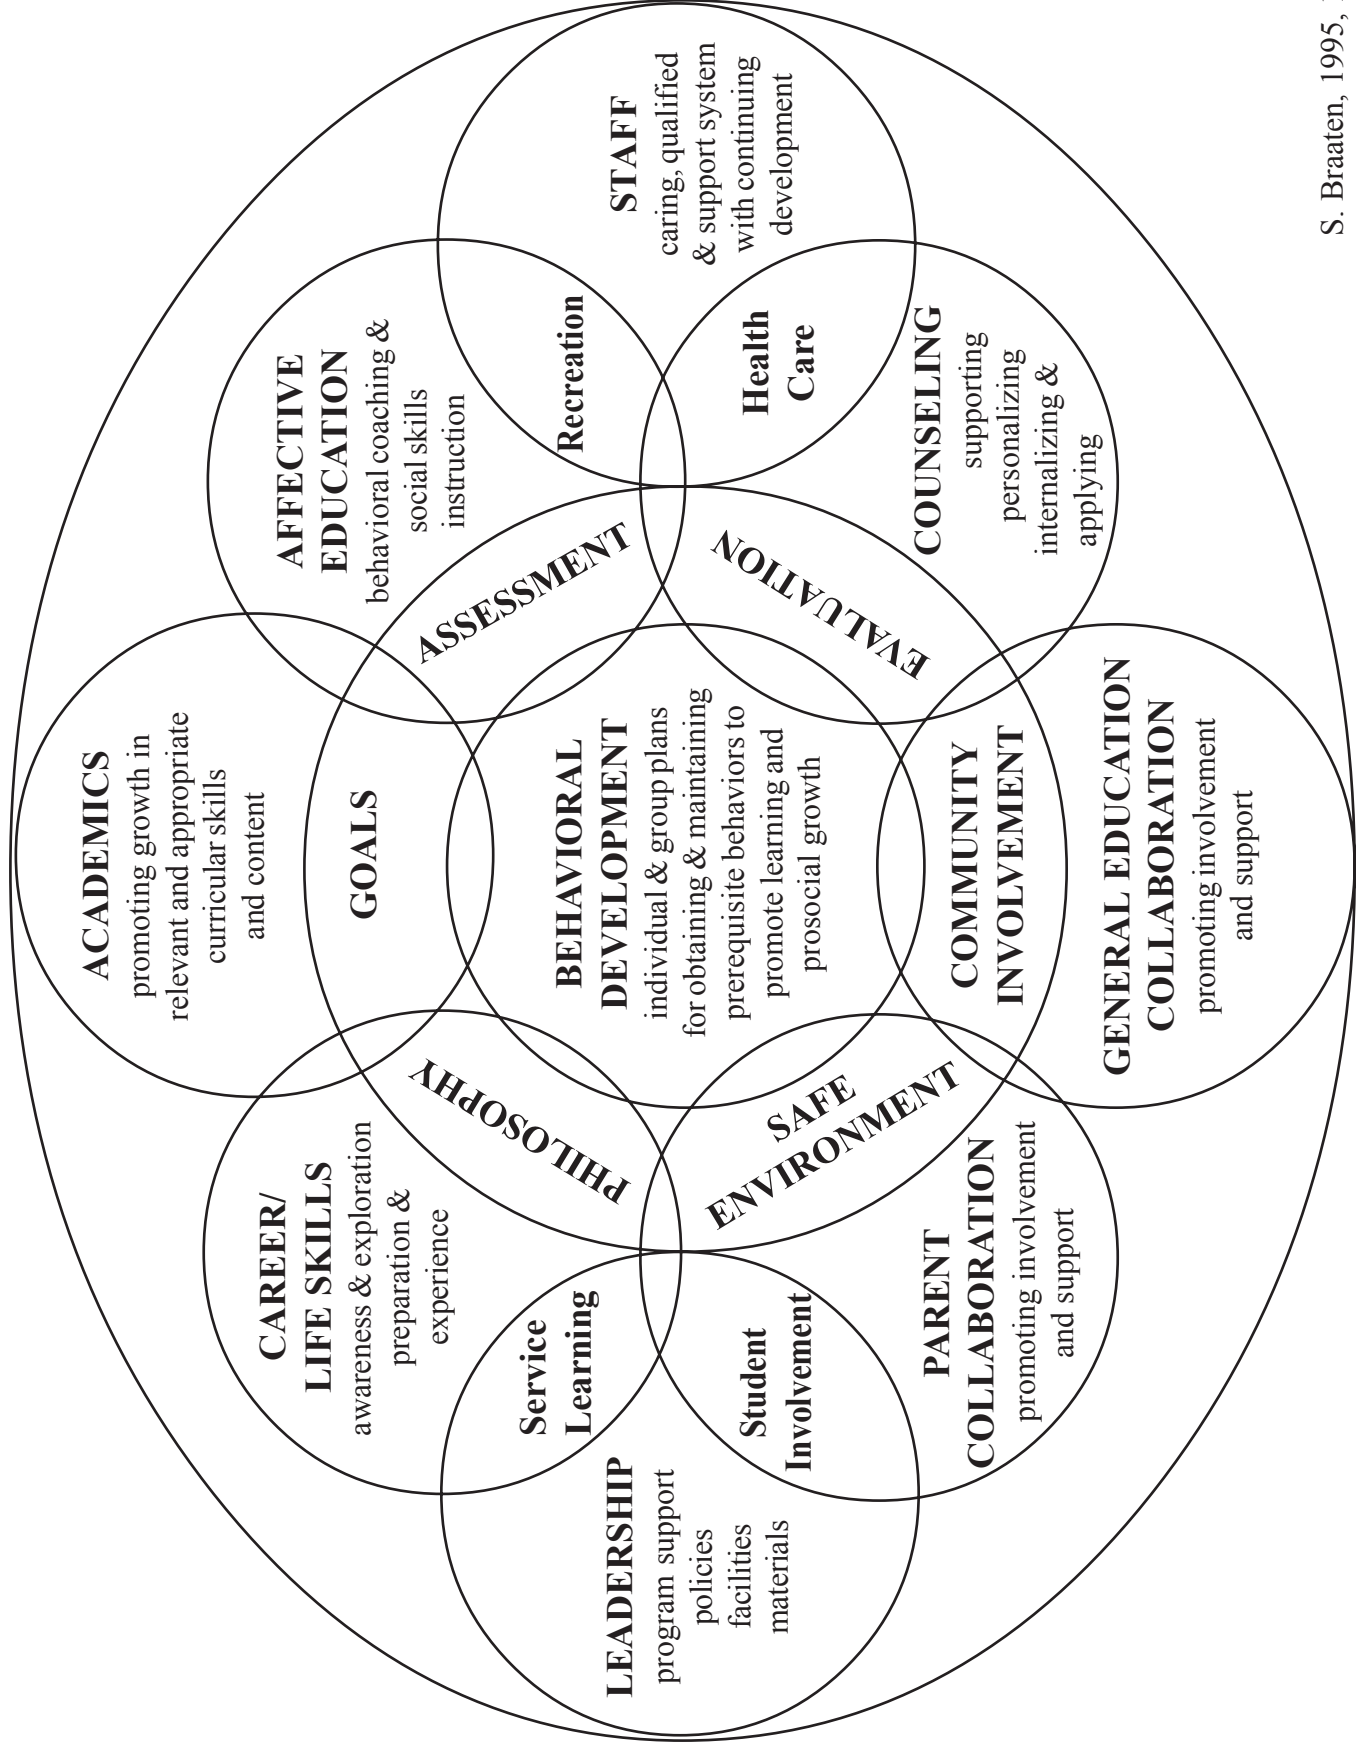 ACADEMICS
promoting growth in
relevant and appropriate
curricular skills
and content
CAREER/
LIFE SKILLS
awareness & exploration
preparation &
experience
AFFECTIVE
EDUCATION
behavioral coaching &
social skills
instruction
GOALS
PHILOSOPHY
ASSESSMENT
Service
Learning
Recreation
LEADERSHIP
program support
policies
facilities
materials
BEHAVIORAL
DEVELOPMENT
individual & group plans
for obtaining & maintaining
prerequisite behaviors to
promote learning and
prosocial growth
STAFF
caring, qualified
& support system
with continuing
development
Student
Involvement
Health
Care
SAFE
ENVIRONMENT
EVALUATION
COMMUNITY
INVOLVEMENT
PARENT
COLLABORATION
promoting involvement
and support
COUNSELING
supporting
personalizing
internalizing &
applying
GENERAL EDUCATION
COLLABORATION
promoting involvement
and support
S. Braaten, 1995,